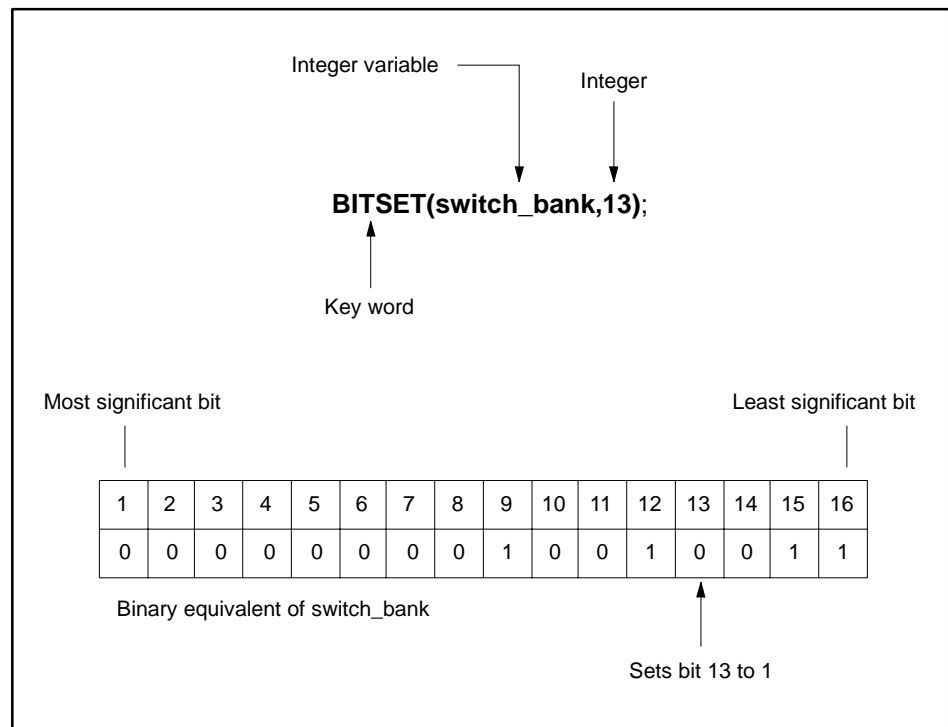 Integer variable
Integer
BITSET(switch_bank,13);
Key word
Most significant bit
Least significant bit
1 2 3 4 5 6 7 8 9 10 11 12 13 14 15 16
0 0 0 0 0 0 0 0 1 0 0 1 0 0 1 1
Binary equivalent of switch_bank
Sets bit 13 to 1